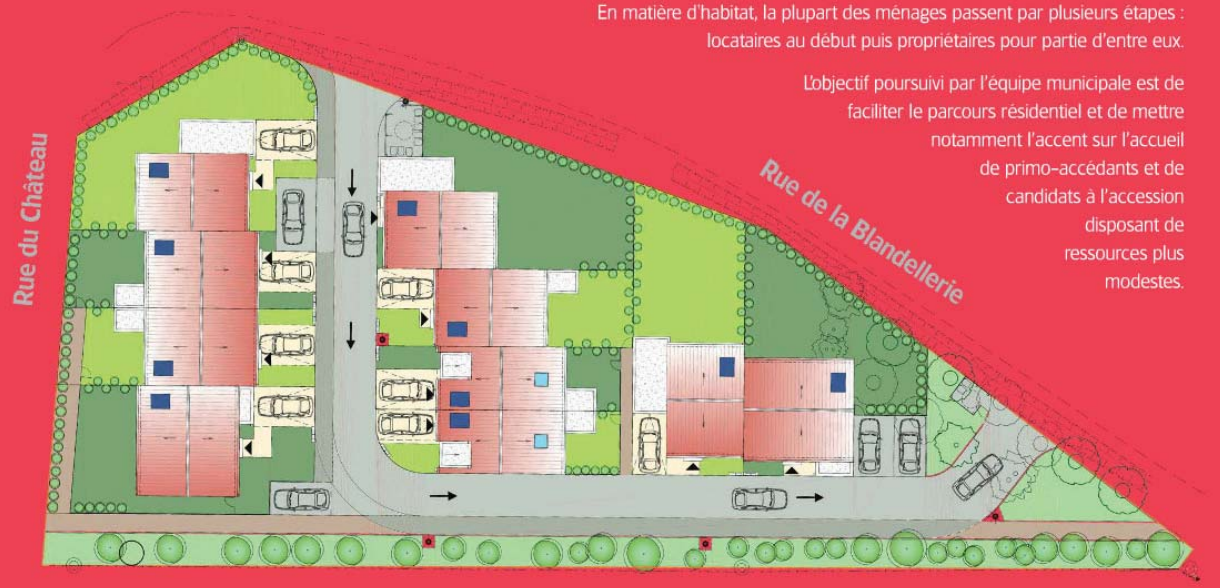 En matière d'habitat, la plupart des ménages passent par plusieurs étapes :
locataires au début puis propriétaires pour partie d'entre eux.
L'objectif poursuivi par l'équipe municipale est de
faciliter le parcours résidentiel et de mettre
notamment l'accent sur l'accueil
de primo-accédants et de
candidats à l'accession
disposant de
ressources plus
modestes.
Rue du Château
Rue de la Blandellerie